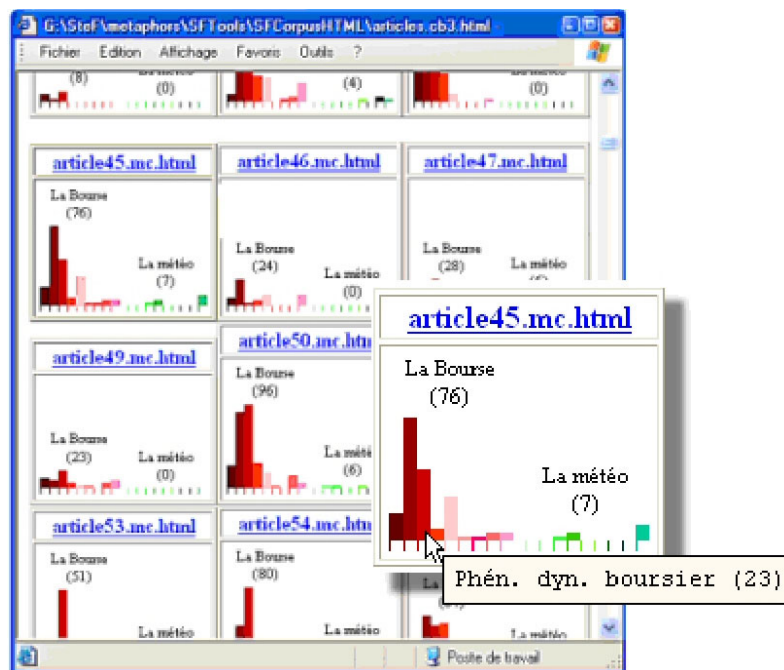 G:\SteF\metaphors\SFTools\SFCorpusHTML\articles.cb3.html
Fichier Edition Affichage Favoris Outils ?
(8) La météo (0)
(4)
(0)
article45.mc.html article46.mc.html article47.mc.html
La Bourse (76) La météo (7)
La Bourse (24) La météo (0)
La Bourse (28) La météo
article49.mc.html
La Bourse (23) La météo (0)
article50.mc.htm
La Bourse (96) (6)
article45.mc.html
La Bourse
(76)
La météo
(7)
Phén. dyn. boursier (23)
article53.mc.html article54.mc.htm
La Bourse (51) La météo
La Bourse (80) La météo
La météo
Poste de travail